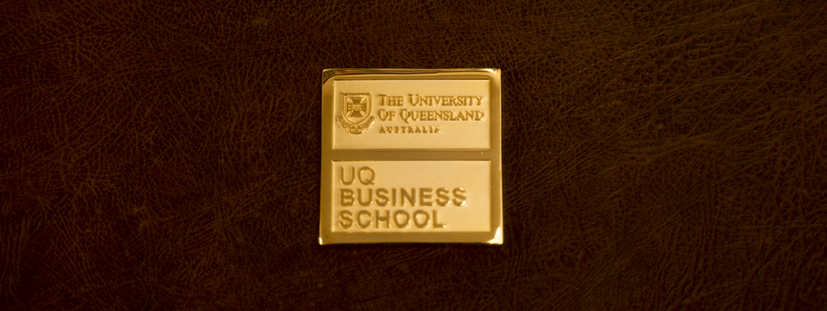 THE UNIVERSITY
OF QUEENSLAND
AUSTRALIA
UQ
BUSINESS
SCHOOL